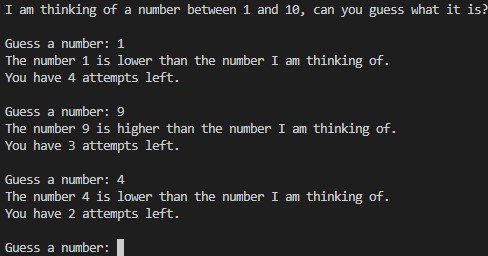 I am thinking of a number between 1 and 10, can you guess what it is?
Guess a number: 1
The number 1 is lower than the number I am thinking of.
You have 4 attempts left.
Guess a number: 9
The number 9 is higher than the number I am thinking of.
You have 3 attempts left.
Guess a number: 4
The number 4 is lower than the number I am thinking of.
You have 2 attempts left.
Guess a number: